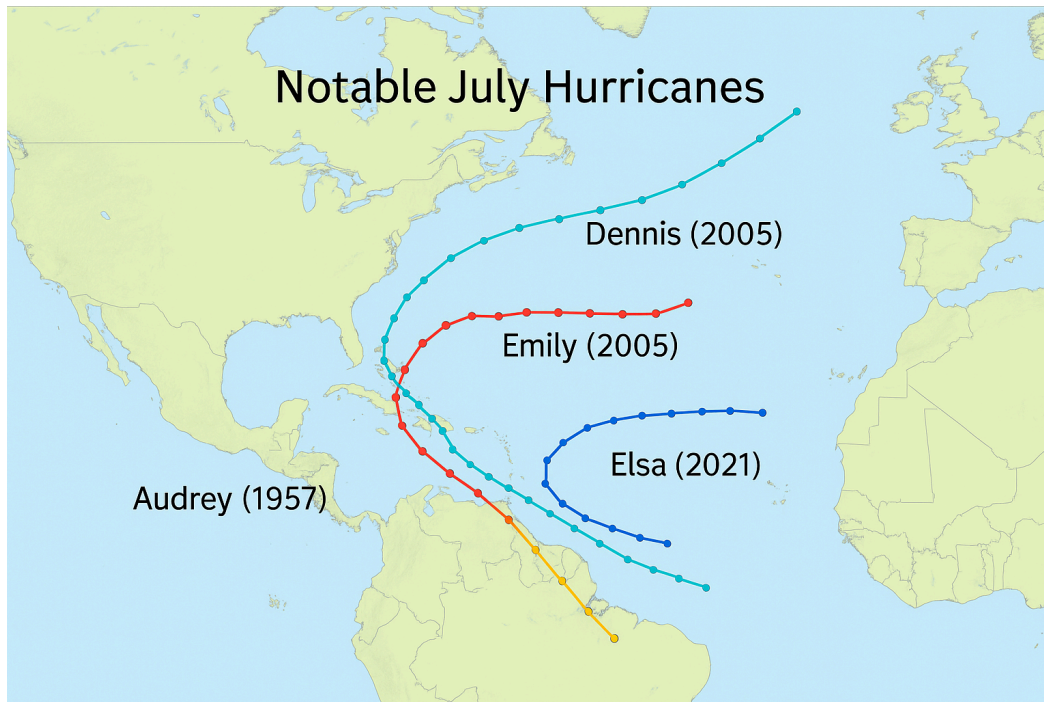 Notable July Hurricanes
Dennis (2005)
Emily (2005)
Elsa (2021)
Audrey (1957)